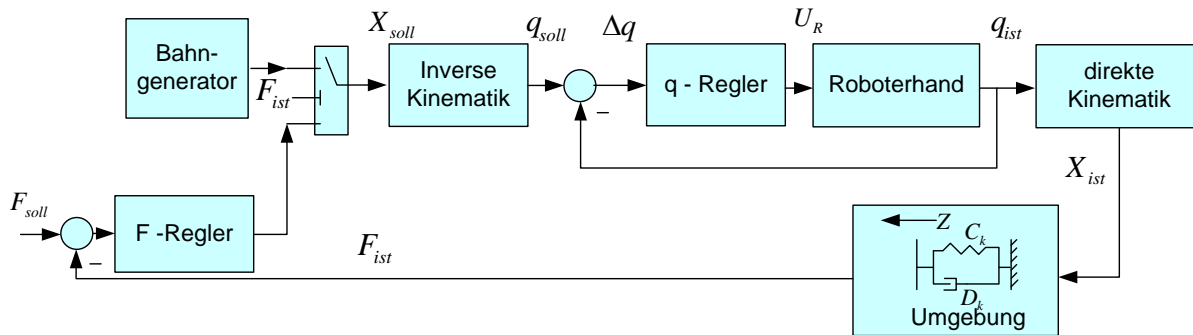 Bahn-
generator
F_ist
X_soll
Inverse
Kinematik
q_soll
Δq
–
q - Regler
U_R
Roboterhand
q_ist
direkte
Kinematik
X_ist
F_soll
–
F -Regler
F_ist
Z
C_k
D_k
Umgebung